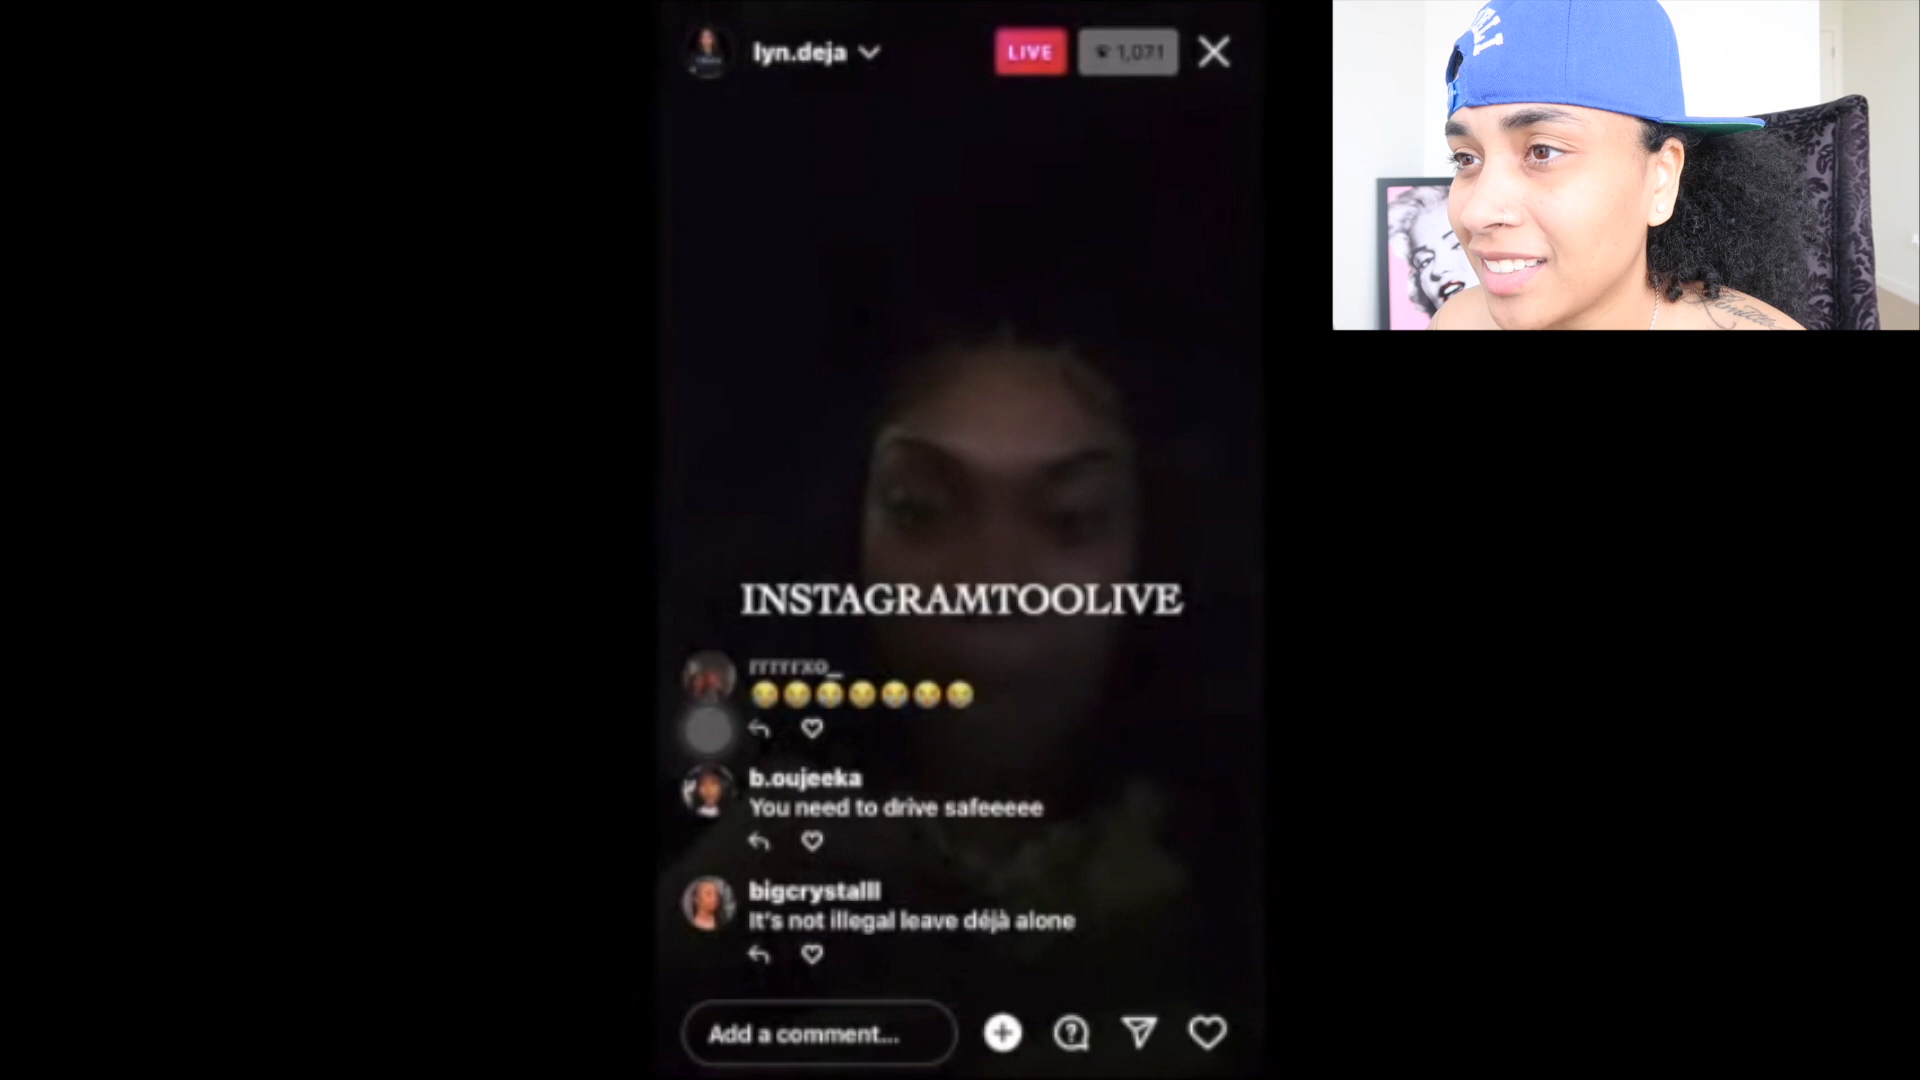 lyn.deja
LIVE
1,071
INSTAGRAMTOOLIVE
rrrrrxo_
😭😭😭😭😭😭😭
b.oujeeka
You need to drive safeeeee
bigcrystalll
It's not illegal leave déjà alone
Add a comment...